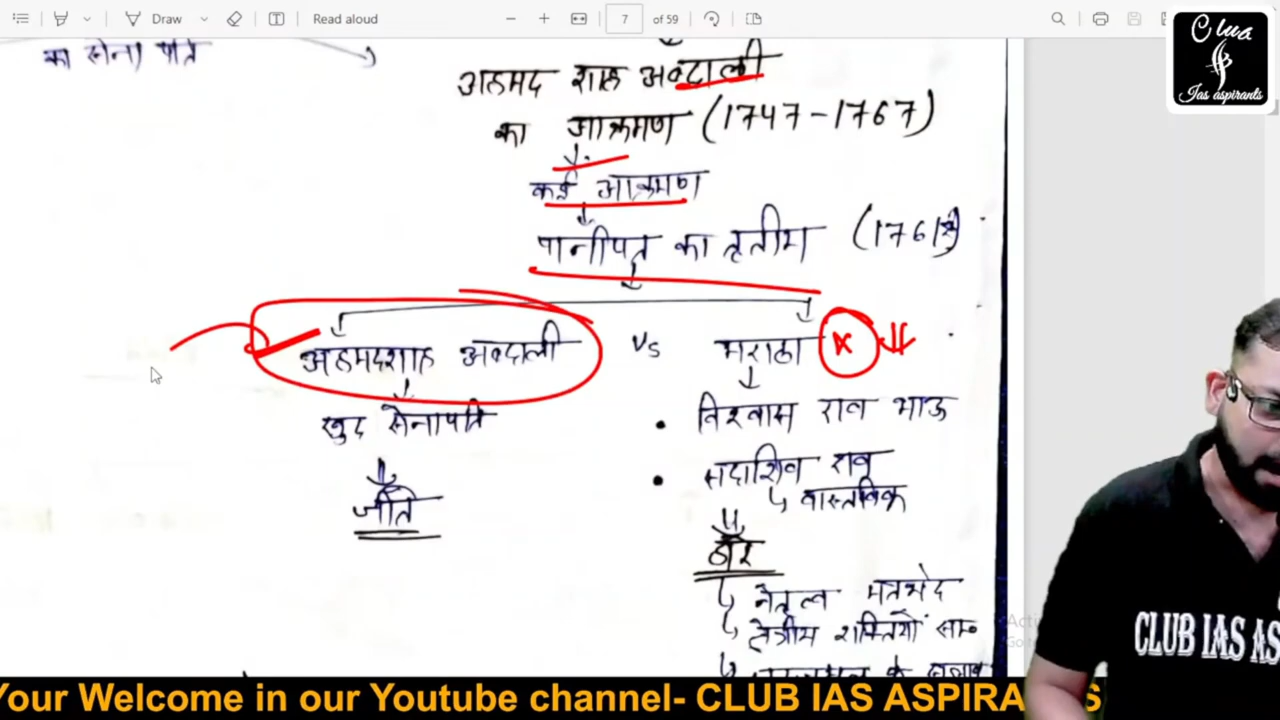 Draw
Read aloud
7 of 59
Clua
Ias aspirants
का सेनापति
अहमद शाह अब्दाली
का आक्रमण (1747-1767)
कई आक्रमण
पानीपत का तृतीय (1761
अहमदशाह अब्दाली vs मराठा
खुद सेनापति
जीते
• विश्वास राव भाऊ
• सदाशिव राव
वास्तविक
हार
नेतृत्व मतभेद
क्षेत्रीय शक्तियों
CLUB IAS AS
Your Welcome in our Youtube channel- CLUB IAS ASPIRA